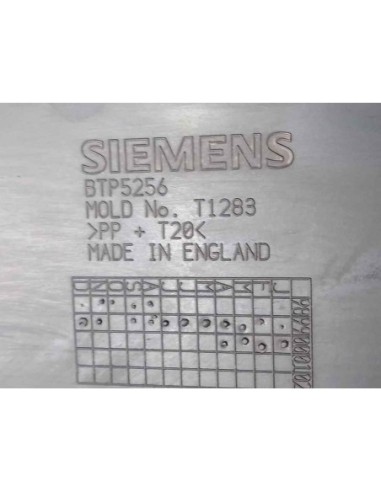 SIEMENS
BTP5256
MOLD No. T1283
>PP + T20<
MADE IN ENGLAND
D N O S A J J M A M F J